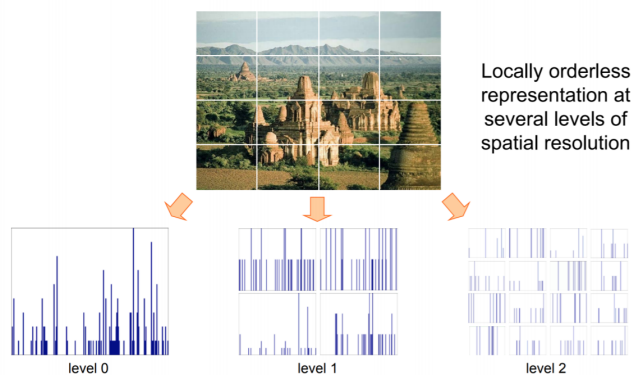 Locally orderless
representation at
several levels of
spatial resolution
level 0
level 1
level 2